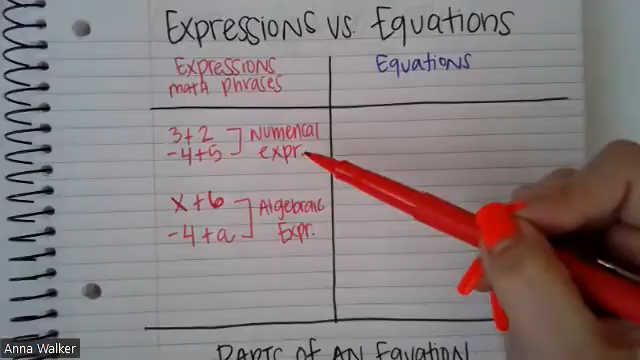 Expressions vs. Equations
Expressions
math phrases
Equations
3+2
-4+5
Numerical
expr.
x+6
-4+a
Algebraic
Expr.
PARTS OF AN Equation
Anna Walker